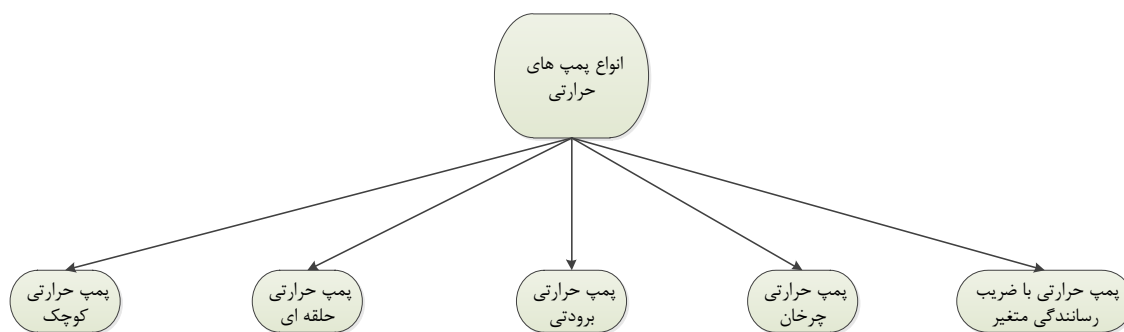 انواع پمپ های
حرارتی
پمپ حرارتی با ضریب
رسانندگی متغیر
پمپ حرارتی
چرخان
پمپ حرارتی
برودتی
پمپ حرارتی
حلقه ای
پمپ حرارتی
کوچک